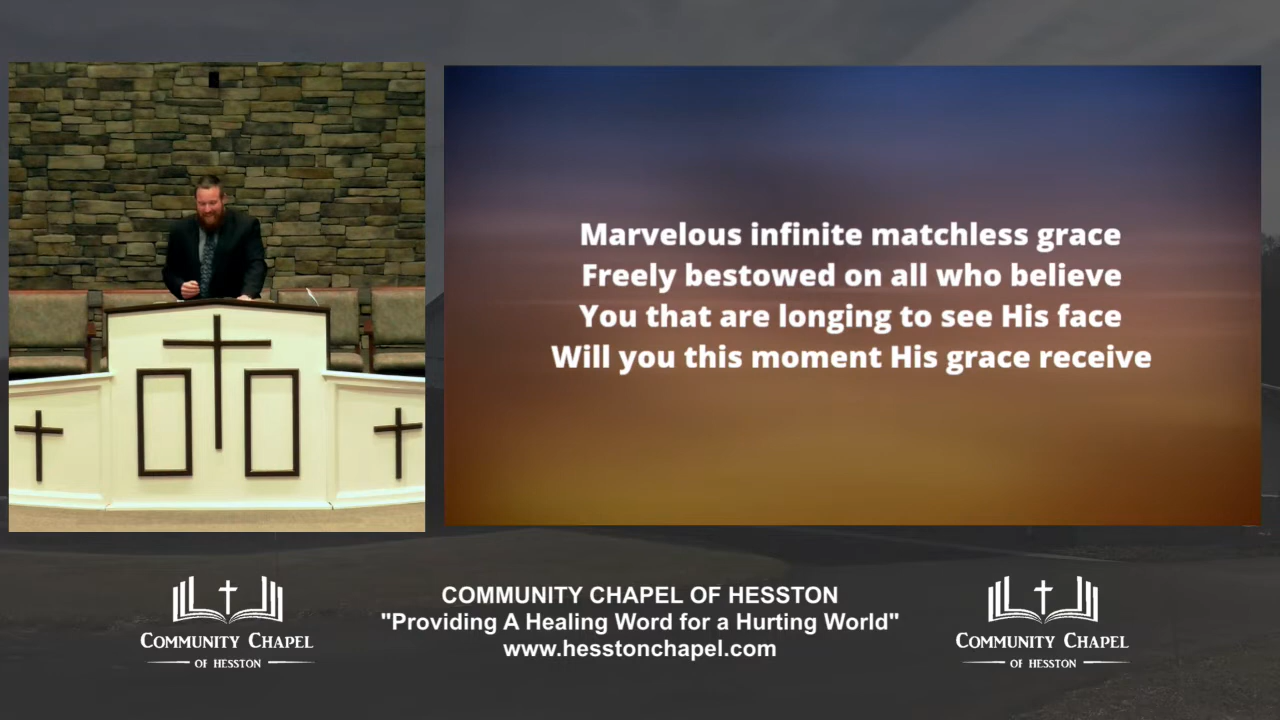 Marvelous infinite matchless grace
Freely bestowed on all who believe
You that are longing to see His face
Will you this moment His grace receive
COMMUNITY CHAPEL
OF HESSTON
COMMUNITY CHAPEL OF HESSTON
"Providing A Healing Word for a Hurting World"
www.hesstonchapel.com
COMMUNITY CHAPEL
OF HESSTON